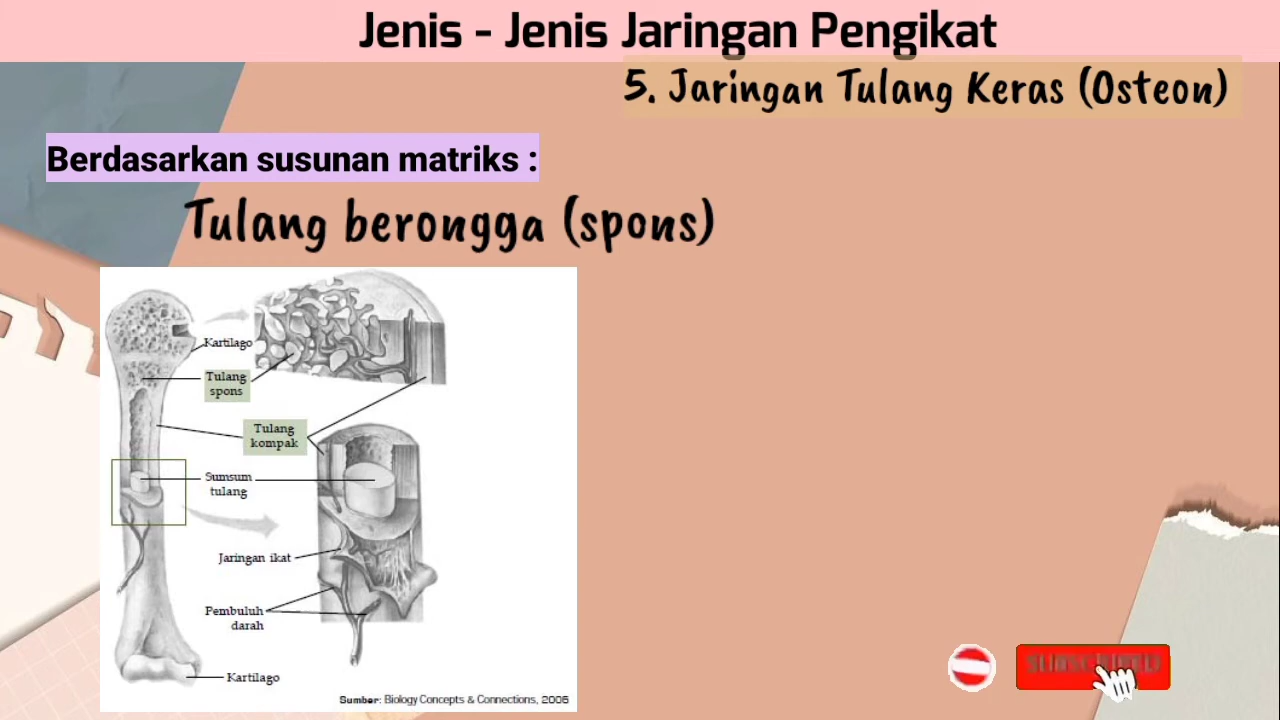 Jenis - Jenis Jaringan Pengikat
5. Jaringan Tulang Keras (Osteon)
Berdasarkan susunan matriks :
Tulang berongga (spons)
Kartilago
Tulang
spons
Tulang
kompak
Sumsum
tulang
Jaringan ikat
Pembuluh
darah
Kartilago
Sumber: Biology Concepts & Connections, 2006